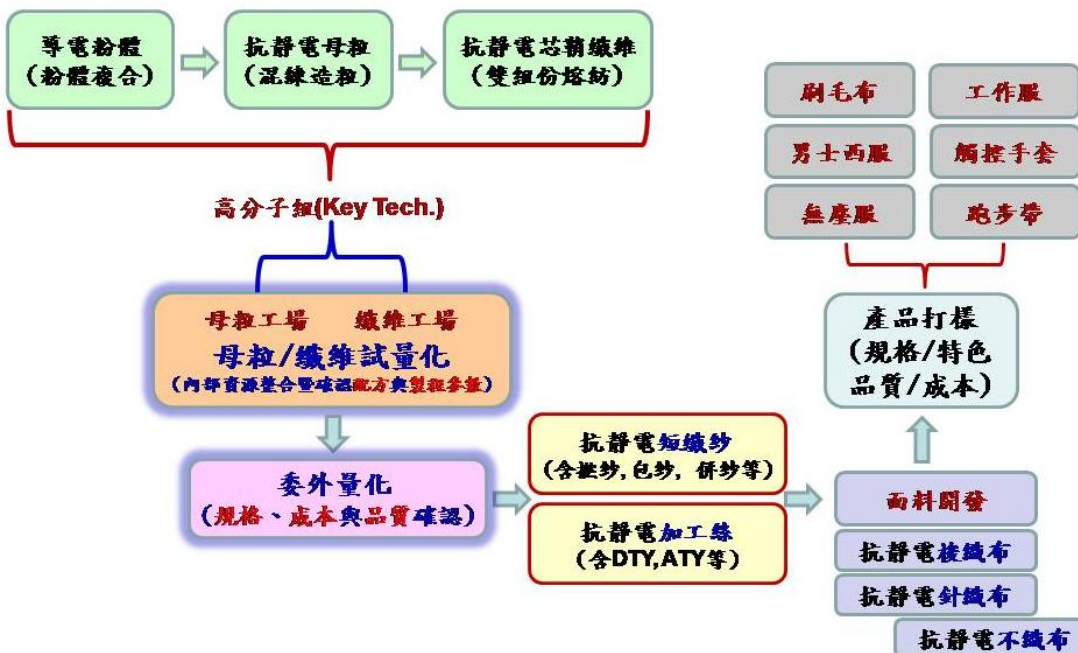 導電粉體
(粉體複合)
抗靜電母粒
(混練造粒)
抗靜電芯鞘纖維
(雙組份熔紡)
高分子組(Key Tech.)
母粒工場 纖維工場
母粒/纖維試量化
(內部資源整合暨確認配方與製程參數)
委外量化
(規格、成本與品質確認)
抗靜電短纖紗
(含撚紗,包紗, 併紗等)
抗靜電加工絲
(含DTY,ATY等)
面料開發
抗靜電梭織布
抗靜電針織布
抗靜電不織布
產品打樣
(規格/特色
品質/成本)
刷毛布
工作服
男士西服
觸控手套
無塵服
跑步帶